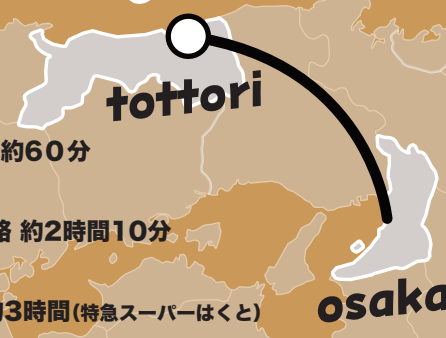 tottori
約60分
路 約2時間10分
約3時間(特急スーパーはくと)
osaka